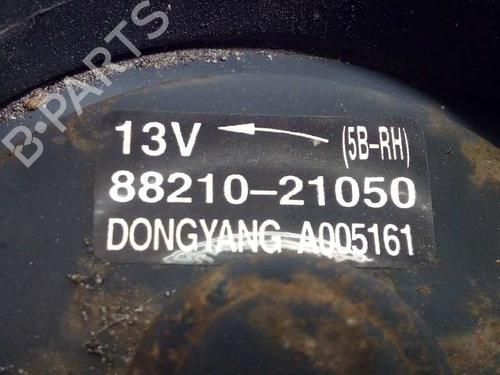 B-PARTS
13V (5B-RH)
88210-21050
DONGYANG A005161